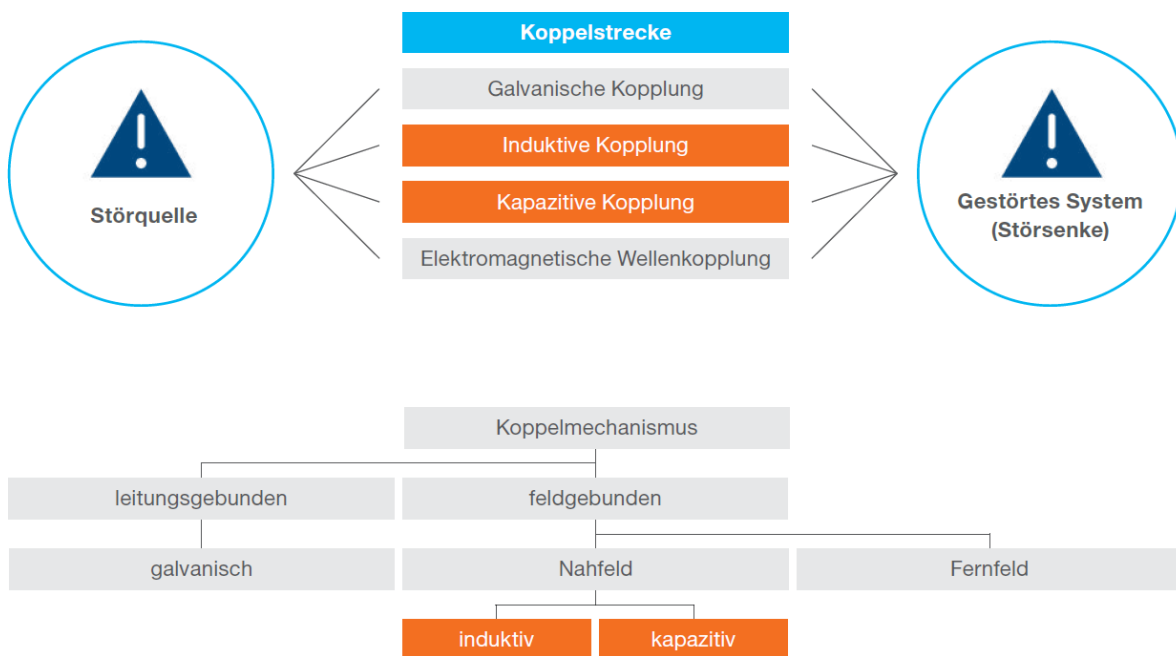 Koppelstrecke
Galvanische Kopplung
Induktive Kopplung
Kapazitive Kopplung
Elektromagnetische Wellenkopplung
Störquelle
Gestörtes System
(Störsenke)
Koppelmechanismus
leitungsgebunden
feldgebunden
galvanisch
Nahfeld
Fernfeld
induktiv
kapazitiv